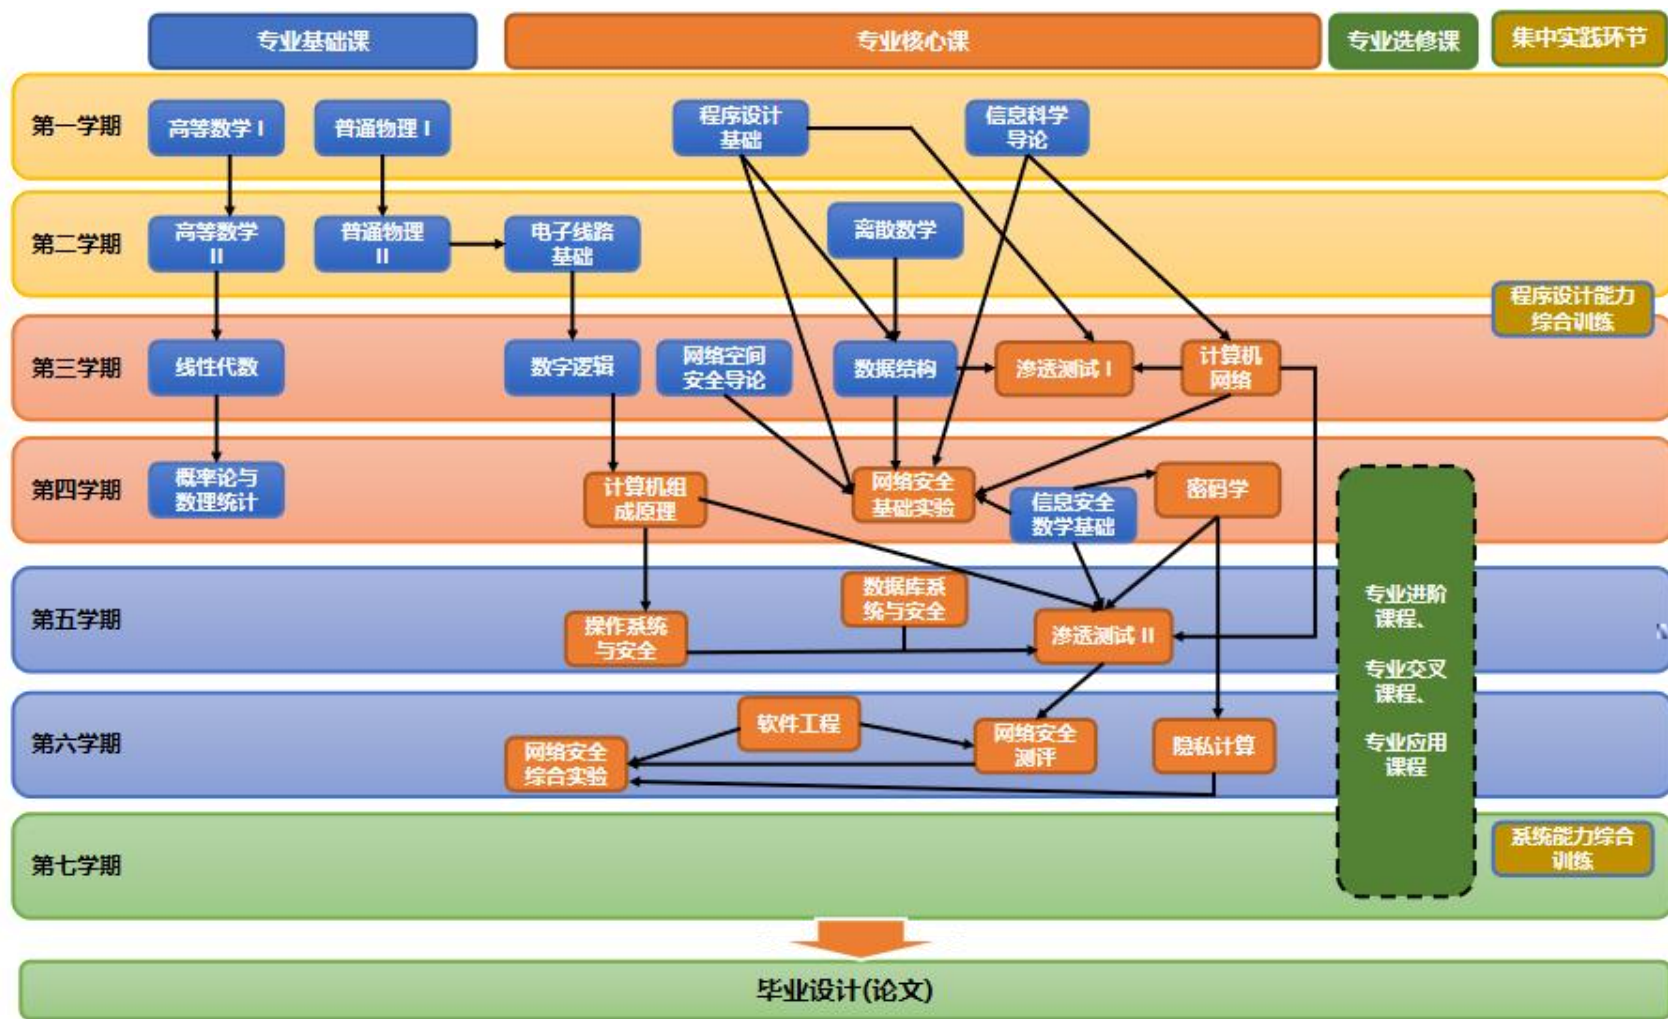 专业基础课
专业核心课
专业选修课
集中实践环节
第一学期
高等数学 I
普通物理 I
程序设计
基础
信息科学
导论
第二学期
高等数学
II
普通物理
II
电子线路
基础
离散数学
程序设计能力
综合训练
第三学期
线性代数
数字逻辑
网络空间
安全导论
数据结构
渗透测试 I
计算机
网络
第四学期
概率论与
数理统计
计算机组
成原理
网络安全
基础实验
信息安全
数学基础
密码学
第五学期
操作系统
与安全
数据库系
统与安全
渗透测试 II
专业进阶
课程、
专业交叉
课程、
专业应用
课程
第六学期
网络安全
综合实验
软件工程
网络安全
测评
隐私计算
第七学期
系统能力综合
训练
毕业设计(论文)